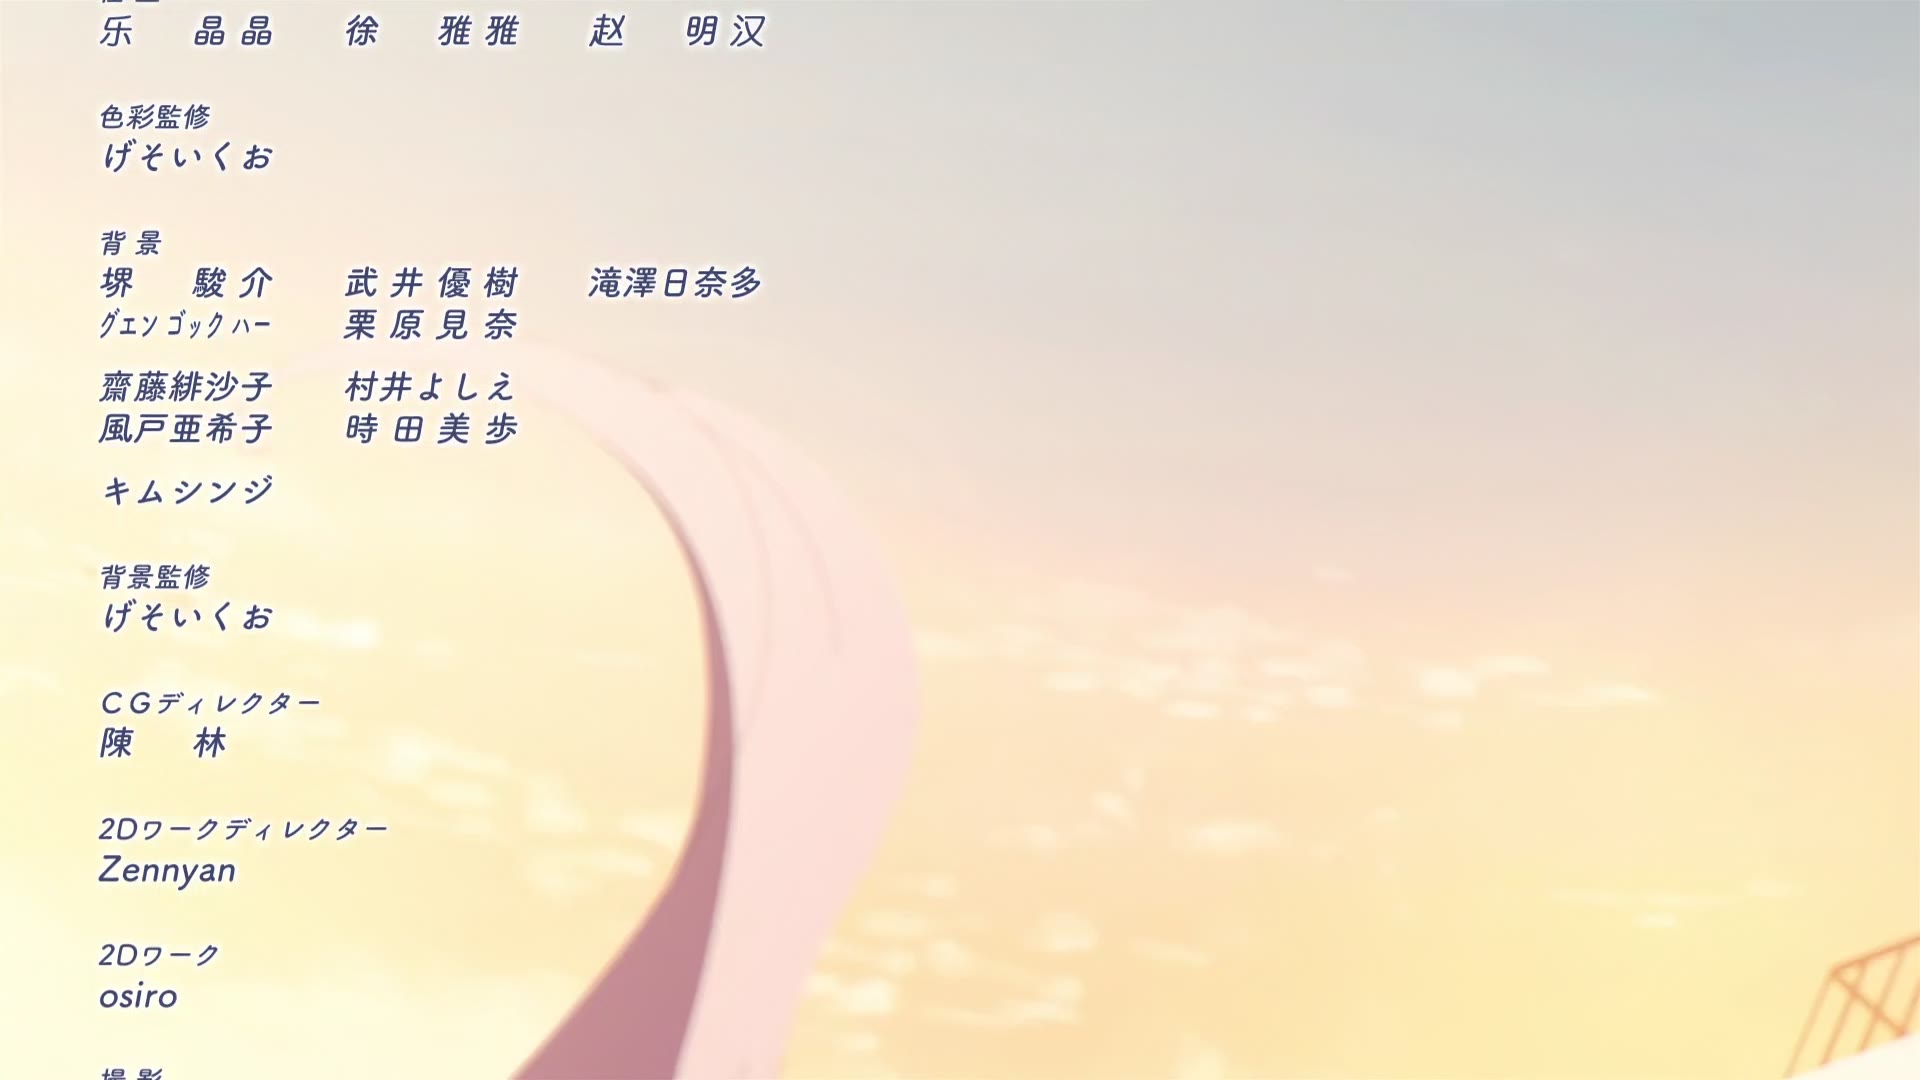 乐 晶晶 徐 雅雅 赵 明汉
色彩監修
げそいくお
背景
堺 駿介 武井優樹 滝澤日奈多
グエン ゴック ハー 栗原見奈
齋藤緋沙子 村井よしえ
風戸亜希子 時田美歩
キムシンジ
背景監修
げそいくお
CGディレクター
陳 林
2Dワークディレクター
Zennyan
2Dワーク
osiro
撮影